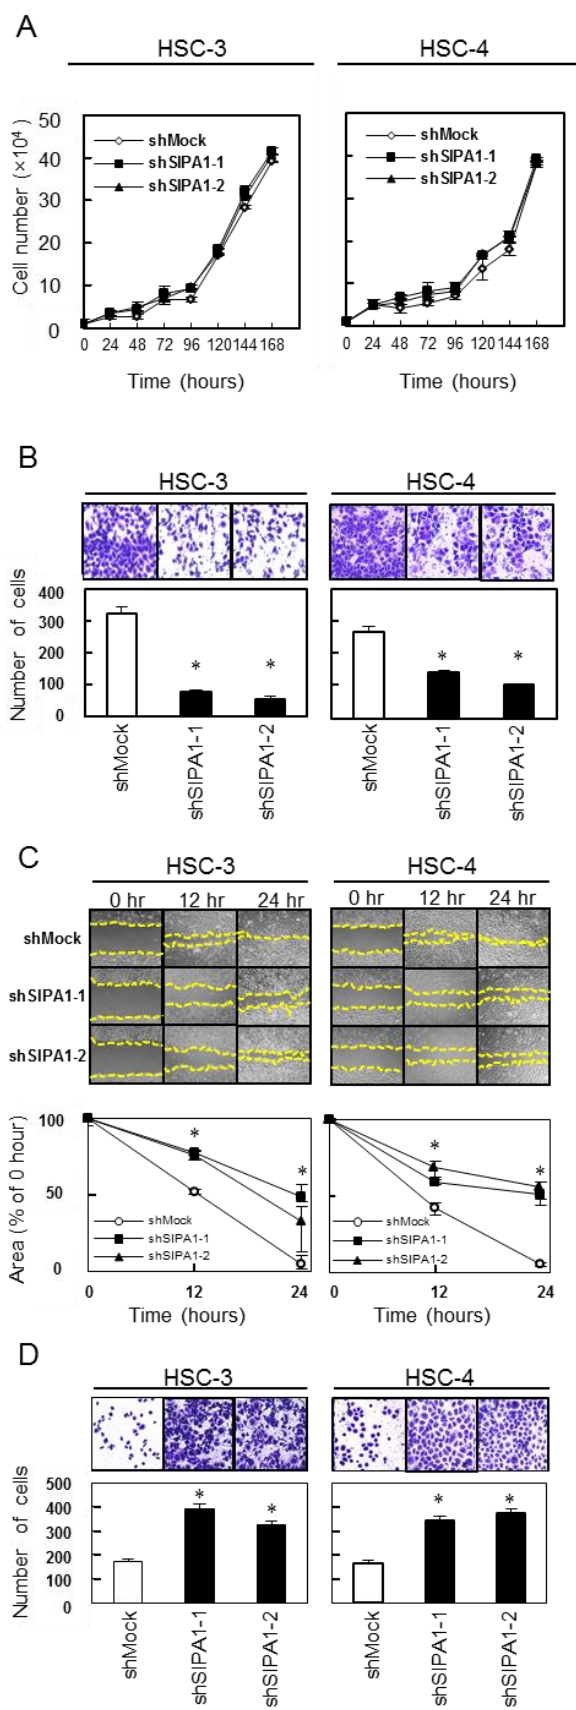 A
HSC-3 HSC-4
Cell number (×10⁴)
50
40
30
20
10
0
shMock
shSIPA1-1
shSIPA1-2
shMock
shSIPA1-1
shSIPA1-2
0 24 48 72 96 120 144 168
0 24 48 72 96 120 144 168
Time (hours) Time (hours)
B
HSC-3 HSC-4
Number of cells
400
300
200
100
0
* *
* *
shMock shSIPA1-1 shSIPA1-2
shMock shSIPA1-1 shSIPA1-2
C
HSC-3 HSC-4
0 hr 12 hr 24 hr 0 hr 12 hr 24 hr
shMock
shSIPA1-1
shSIPA1-2
Area (% of 0 hour)
100
50
0
* *
* *
shMock
shSIPA1-1
shSIPA1-2
shMock
shSIPA1-1
shSIPA1-2
0 12 24 0 12 24
Time (hours) Time (hours)
D
HSC-3 HSC-4
Number of cells
500
400
300
200
100
0
* *
* *
shMock shSIPA1-1 shSIPA1-2
shMock shSIPA1-1 shSIPA1-2